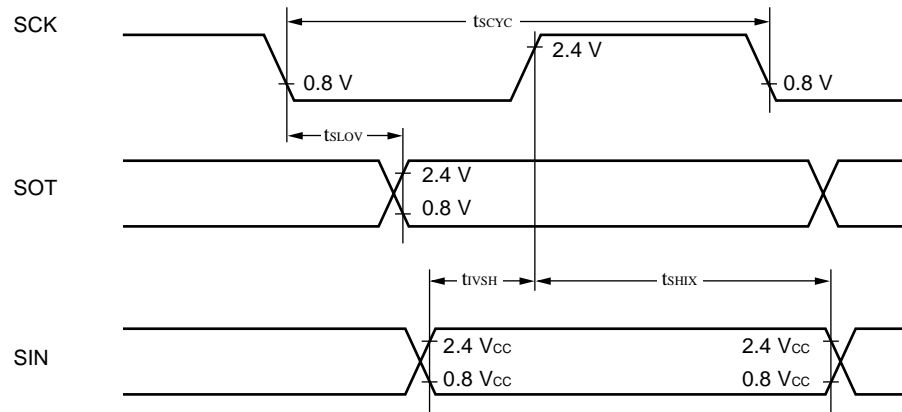 SCK
tSCYC
0.8 V
2.4 V
0.8 V
tSLOV
SOT
2.4 V
0.8 V
tIVSH
tSHIX
SIN
2.4 VCC
0.8 VCC
2.4 VCC
0.8 VCC